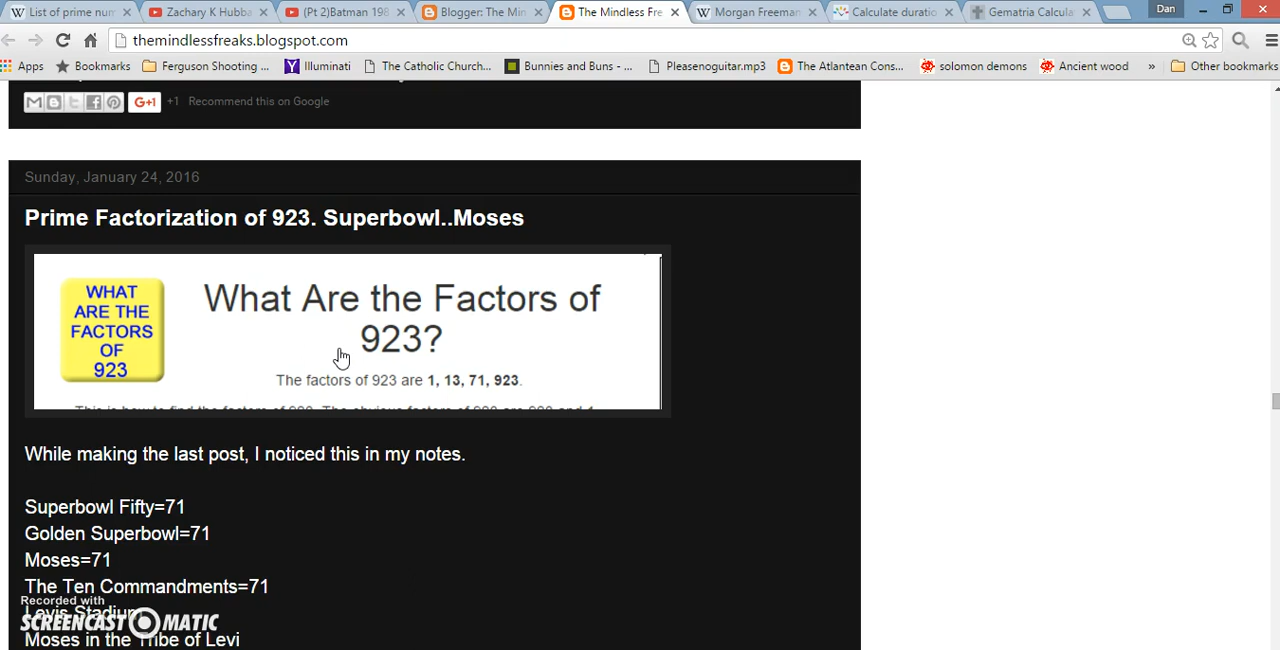 List of prime num
Zachary K Hubba
(Pt 2)Batman 198
Blogger: The Min
The Mindless Fre
Morgan Freeman
Calculate duratio
Gematria Calcula
Dan
themindlessfreaks.blogspot.com
Apps
Bookmarks
Ferguson Shooting ...
Illuminati
The Catholic Church...
Bunnies and Buns - ...
Pleasenoguitar.mp3
The Atlantean Cons...
solomon demons
Ancient wood
»
Other bookmarks
G+1 +1 Recommend this on Google
Sunday, January 24, 2016
Prime Factorization of 923. Superbowl..Moses
WHAT
ARE THE
FACTORS
OF
923
What Are the Factors of
923?
The factors of 923 are 1, 13, 71, 923.
While making the last post, I noticed this in my notes.
Superbowl Fifty=71
Golden Superbowl=71
Moses=71
The Ten Commandments=71
Recorded with
Levis Stadium
SCREENCAST MATIC
Moses in the Tribe of Levi